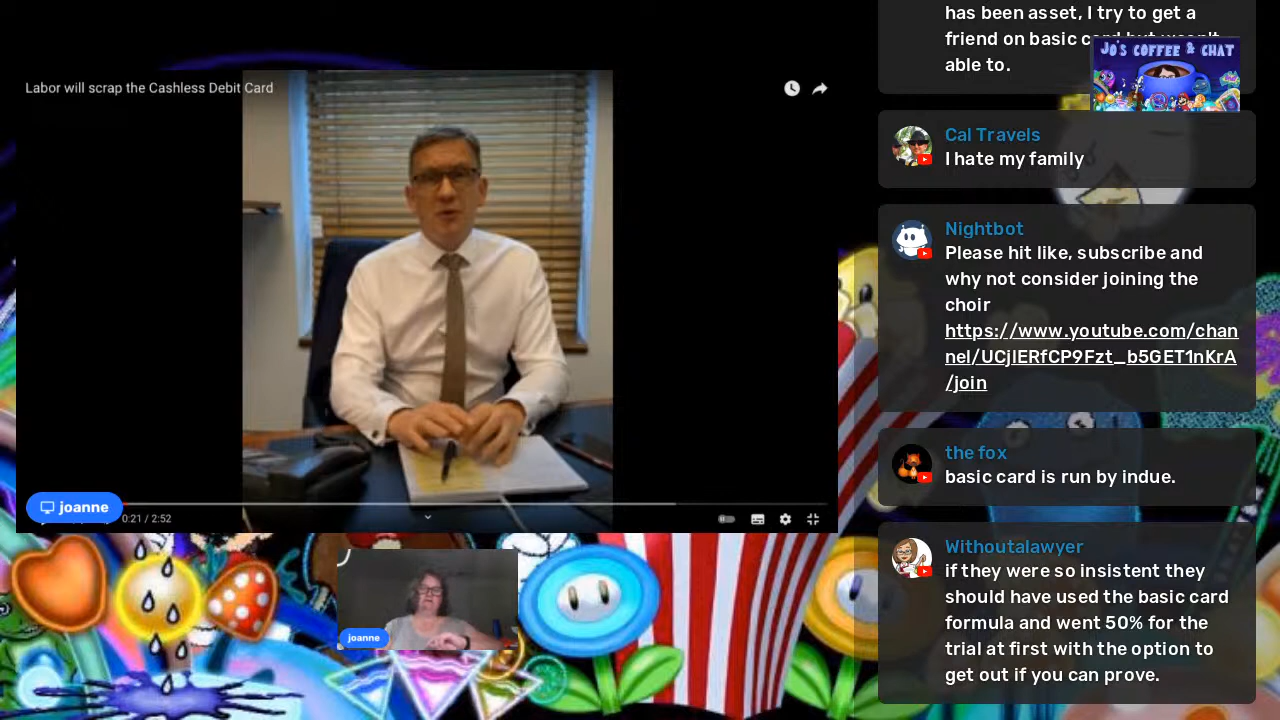 Labor will scrap the Cashless Debit Card
joanne
0:21 / 2:52
joanne
has been asset, I try to get a
friend on basic card but wasn't
able to.
JO'S COFFEE & CHAT
Cal Travels
I hate my family
Nightbot
Please hit like, subscribe and
why not consider joining the
choir
https://www.youtube.com/chan
nel/UCjlERfCP9Fzt_b5GET1nKrA
/join
the fox
basic card is run by indue.
Withoutalawyer
if they were so insistent they
should have used the basic card
formula and went 50% for the
trial at first with the option to
get out if you can prove.